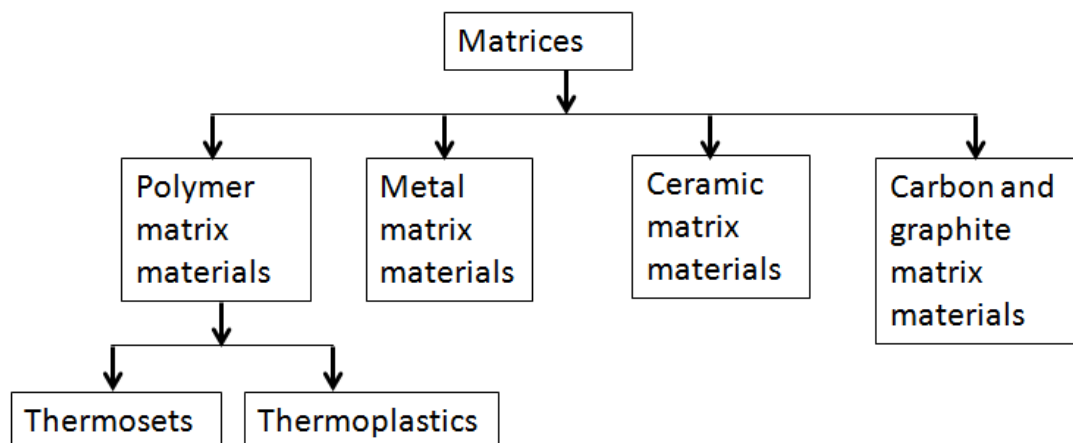 Matrices
Polymer
matrix
materials
Metal
matrix
materials
Ceramic
matrix
materials
Carbon and
graphite
matrix
materials
Thermosets
Thermoplastics